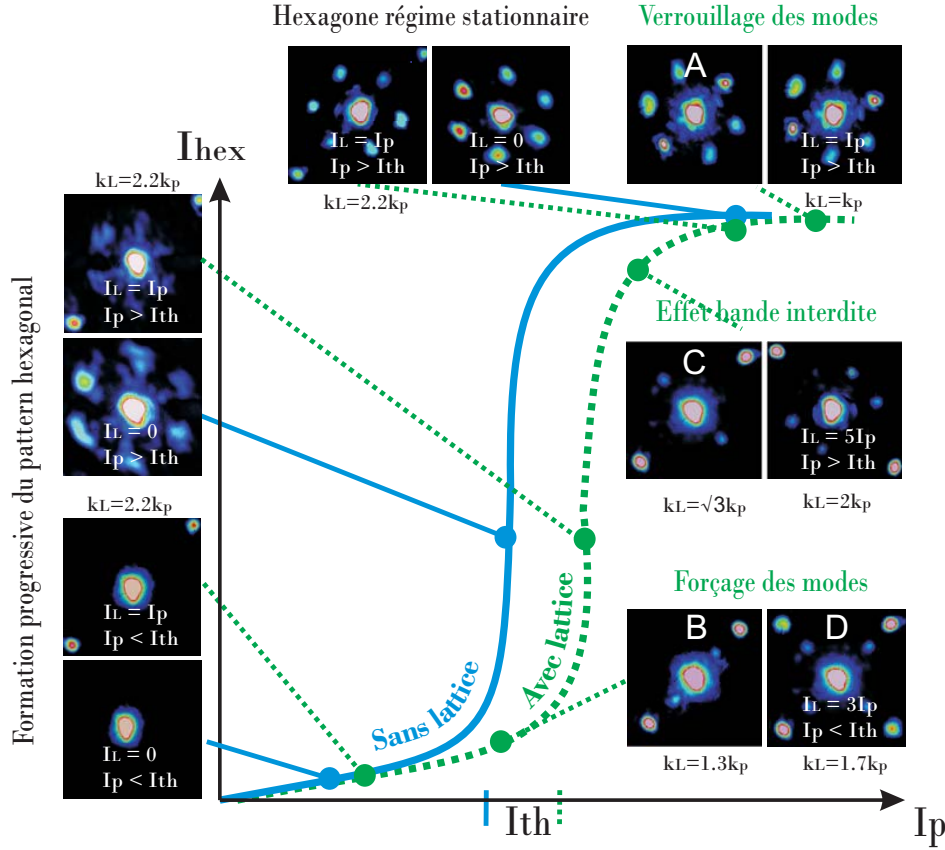 Hexagone régime stationnaire
Verrouillage des modes
IL = Ip
Ip > Ith
IL = 0
Ip > Ith
A
IL = Ip
Ip > Ith
kL=2.2kp
kL=kp
Ihex
kL=2.2kp
IL = Ip
Ip > Ith
IL = 0
Ip > Ith
kL=2.2kp
IL = Ip
Ip < Ith
IL = 0
Ip < Ith
Formation progressive du pattern hexagonal
Effet bande interdite
C
IL = 5Ip
Ip > Ith
kL=√3kp
kL=2kp
Forçage des modes
B
D
IL = 3Ip
Ip < Ith
kL=1.3kp
kL=1.7kp
Sans lattice
Avec lattice
Ith
Ip